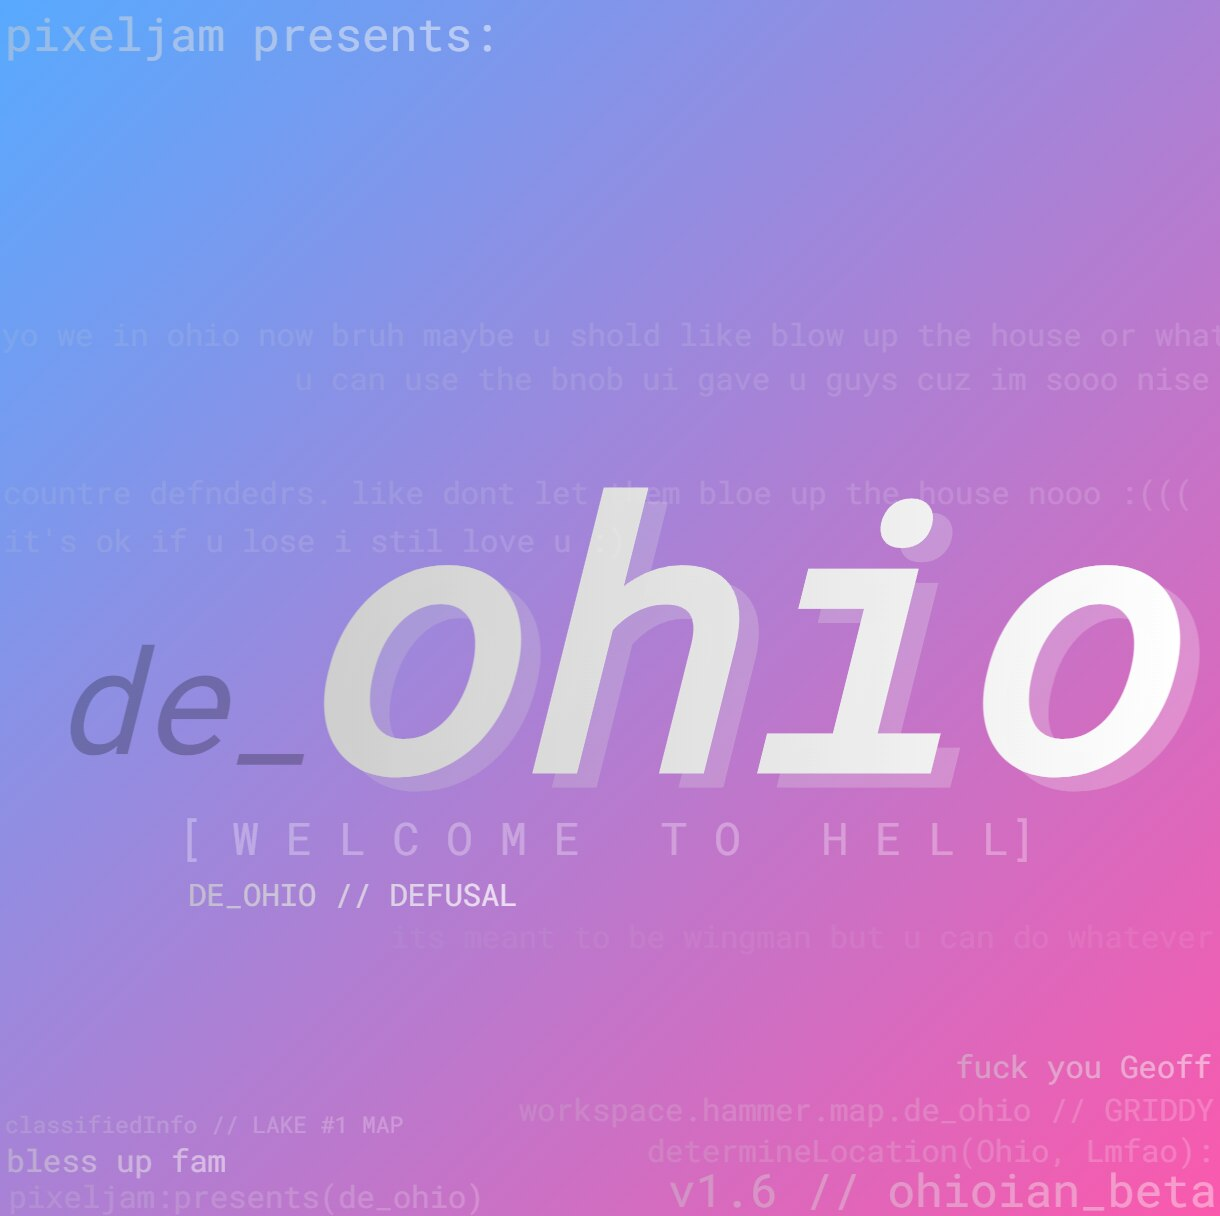 pixeljam presents:
yo we in ohio now bruh maybe u shold like blow up the house or what
u can use the bnob ui gave u guys cuz im sooo nise
countre defndedrs. like dont let them bloe up the house nooo :(((
it's ok if u lose i stil love u :)
de_ohio
[WELCOME TO HELL]
DE_OHIO // DEFUSAL
its meant to be wingman but u can do whatever
fuck you Geoff
workspace.hammer.map.de_ohio // GRIDDY
classifiedInfo // LAKE #1 MAP
determineLocation(Ohio, Lmfao):
bless up fam
v1.6 // ohioian_beta
pixeljam:presents(de_ohio)